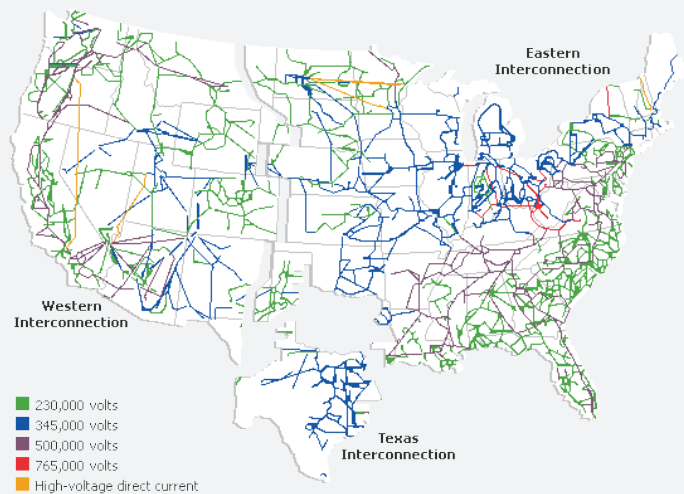 Eastern
Interconnection
Western
Interconnection
Texas
Interconnection
230,000 volts
345,000 volts
500,000 volts
765,000 volts
High-voltage direct current